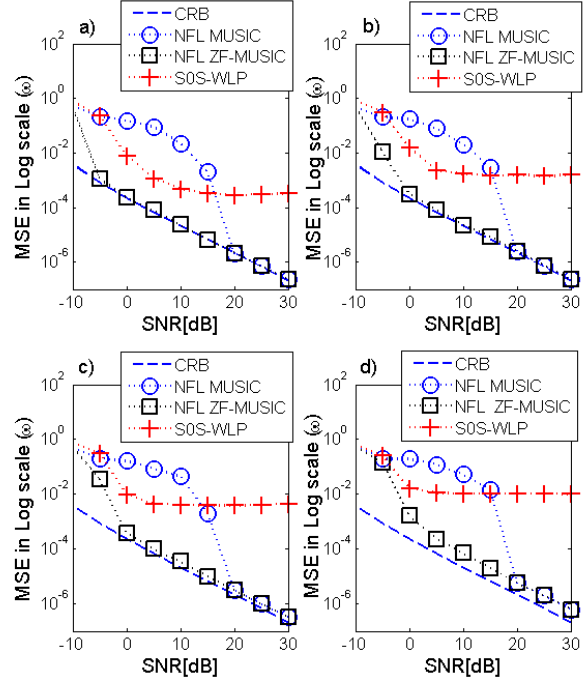 a)
CRB
NFL MUSIC
NFL ZF-MUSIC
S0S-WLP
MSE in Log scale (ω)
10^2
10^0
10^-2
10^-4
10^-6
-10 0 10 20 30
SNR[dB]
b)
CRB
NFL MUSIC
NFL ZF-MUSIC
S0S-WLP
MSE in Log scale (ω)
10^2
10^0
10^-2
10^-4
10^-6
-10 0 10 20 30
SNR[dB]
c)
CRB
NFL MUSIC
NFL ZF-MUSIC
S0S-WLP
MSE in Log scale (ω)
10^2
10^0
10^-2
10^-4
10^-6
-10 0 10 20 30
SNR[dB]
d)
CRB
NFL MUSIC
NFL ZF-MUSIC
S0S-WLP
MSE in Log scale (ω)
10^2
10^0
10^-2
10^-4
10^-6
-10 0 10 20 30
SNR[dB]